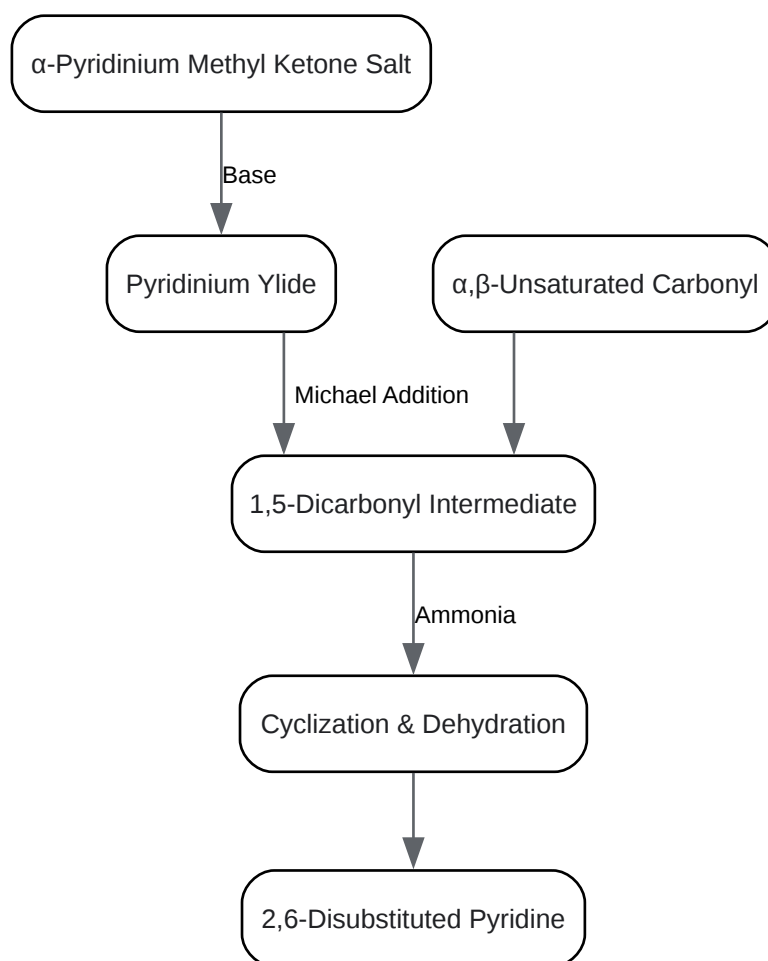 α-Pyridinium Methyl Ketone Salt
Base
Pyridinium Ylide
α,β-Unsaturated Carbonyl
Michael Addition
1,5-Dicarbonyl Intermediate
Ammonia
Cyclization & Dehydration
2,6-Disubstituted Pyridine